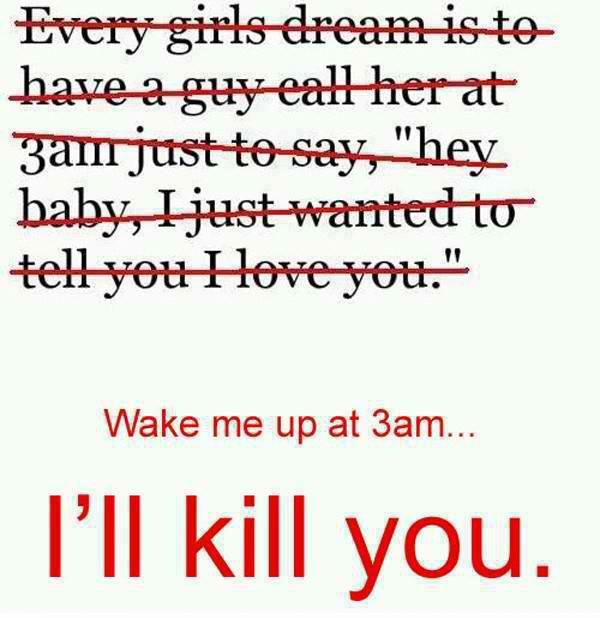 Every girls dream is to
have a guy call her at
3am just to say, "hey
baby, I just wanted to
tell you I love you."
Wake me up at 3am...
I'll kill you.